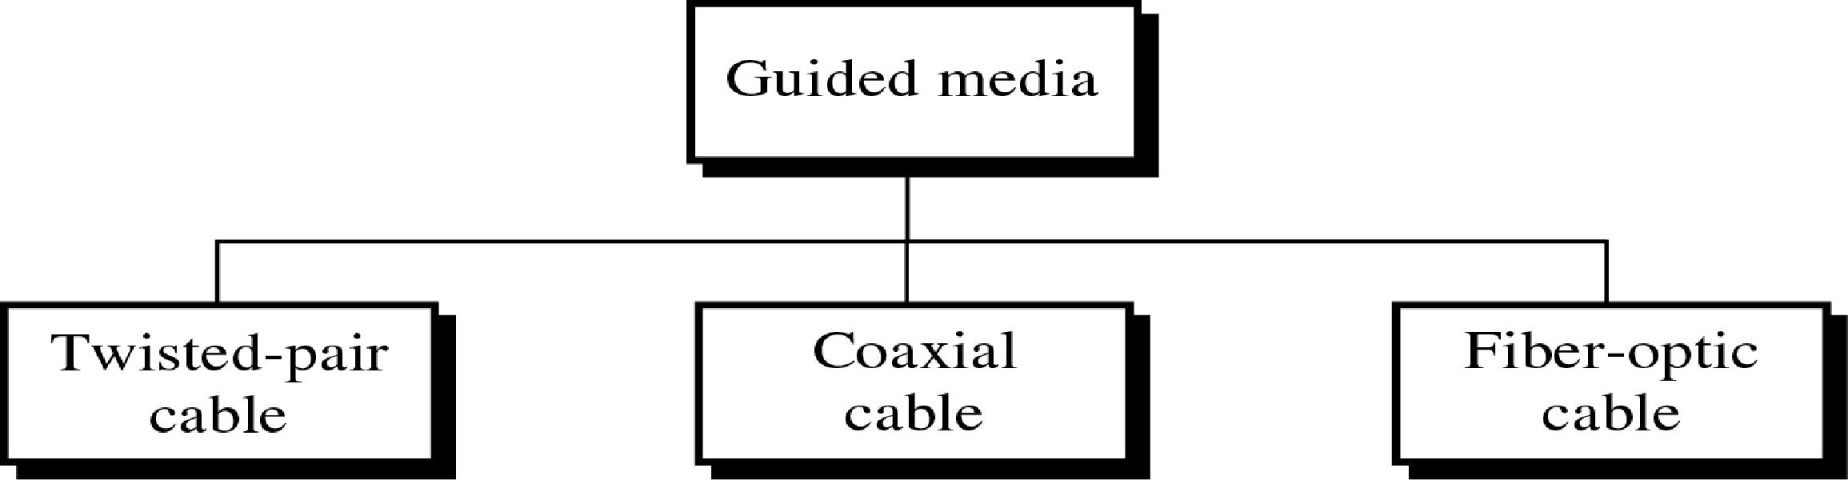 Guided media
Twisted-pair
cable
Coaxial
cable
Fiber-optic
cable